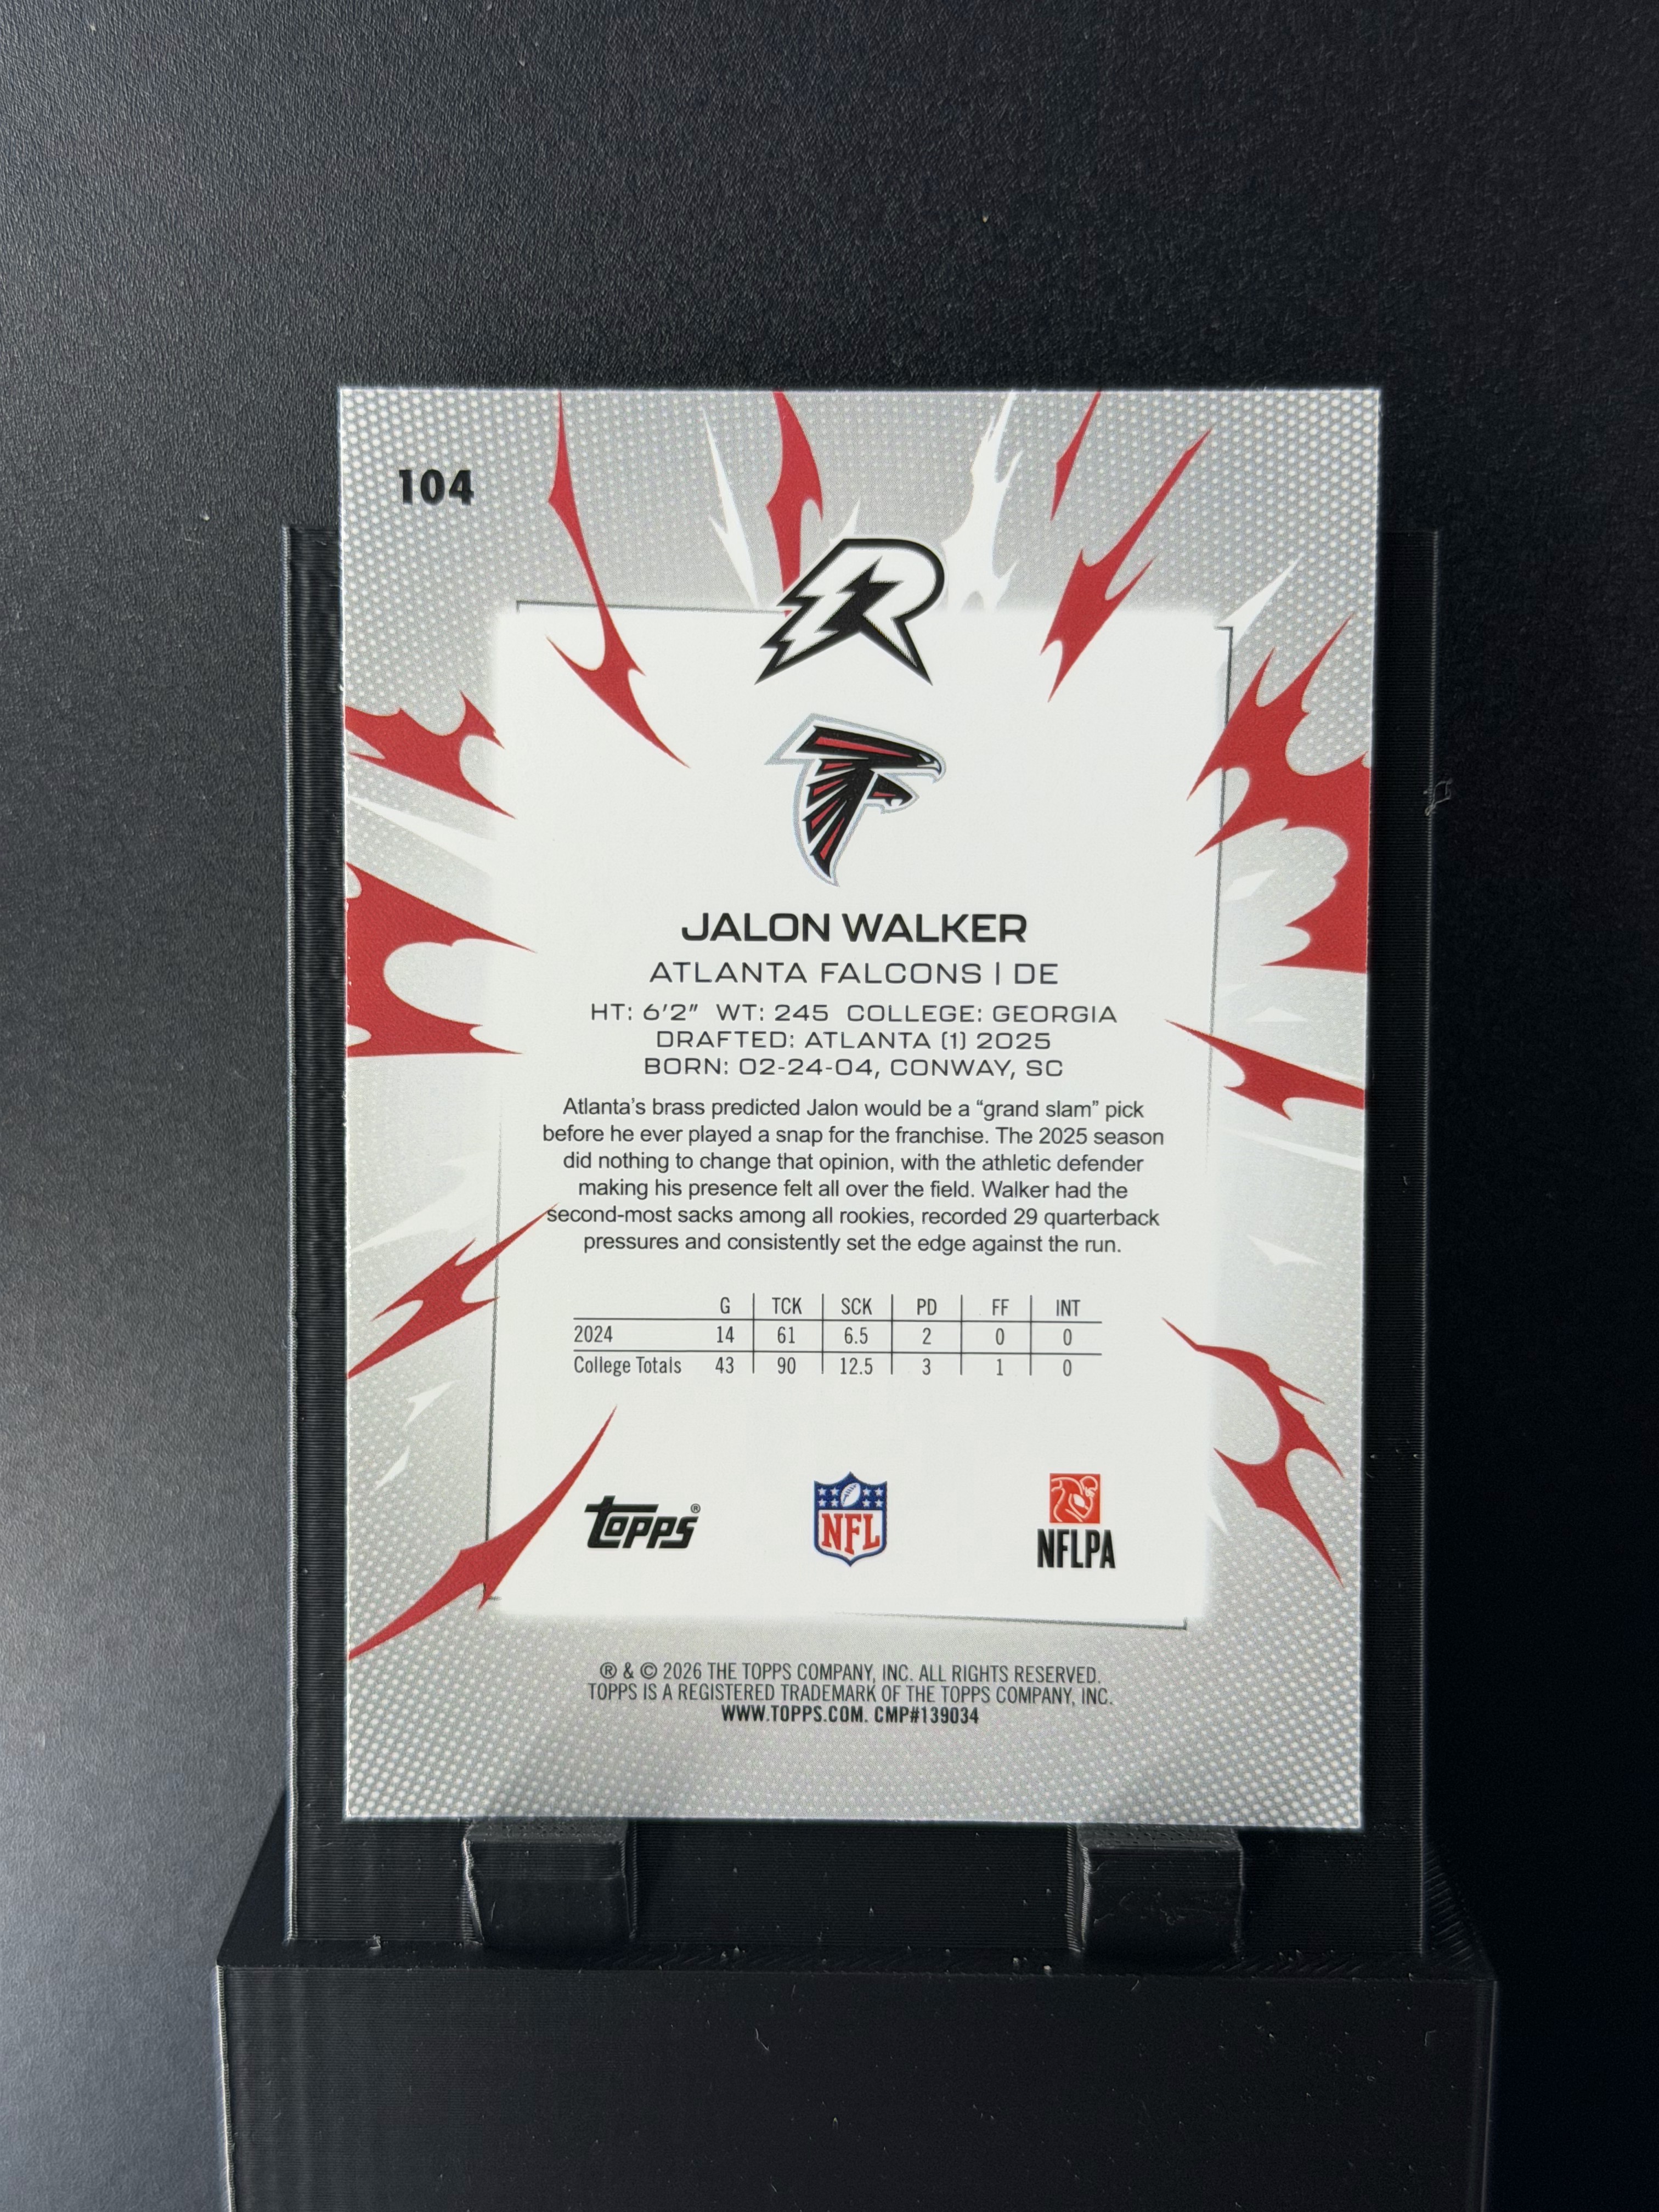 104
R
JALON WALKER
ATLANTA FALCONS | DE
HT: 6'2" WT: 245 COLLEGE: GEORGIA
DRAFTED: ATLANTA (1) 2025
BORN: 02-24-04, CONWAY, SC
Atlanta's brass predicted Jalon would be a “grand slam” pick
before he ever played a snap for the franchise. The 2025 season
did nothing to change that opinion, with the athletic defender
making his presence felt all over the field. Walker had the
second-most sacks among all rookies, recorded 29 quarterback
pressures and consistently set the edge against the run.
G TCK SCK PD FF INT
2024 14 61 6.5 2 0 0
College Totals 43 90 12.5 3 1 0
topps® NFL NFLPA
® & © 2026 THE TOPPS COMPANY, INC. ALL RIGHTS RESERVED.
TOPPS IS A REGISTERED TRADEMARK OF THE TOPPS COMPANY, INC.
WWW.TOPPS.COM. CMP#139034